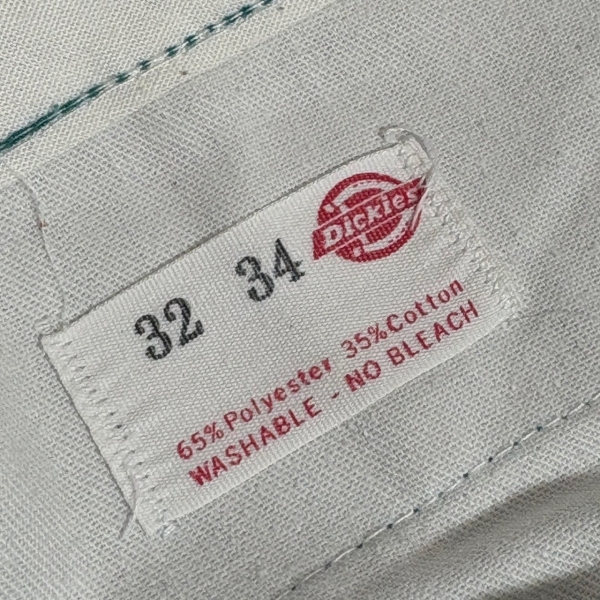 Dickies
32 34
65% Polyester 35% Cotton
WASHABLE - NO BLEACH